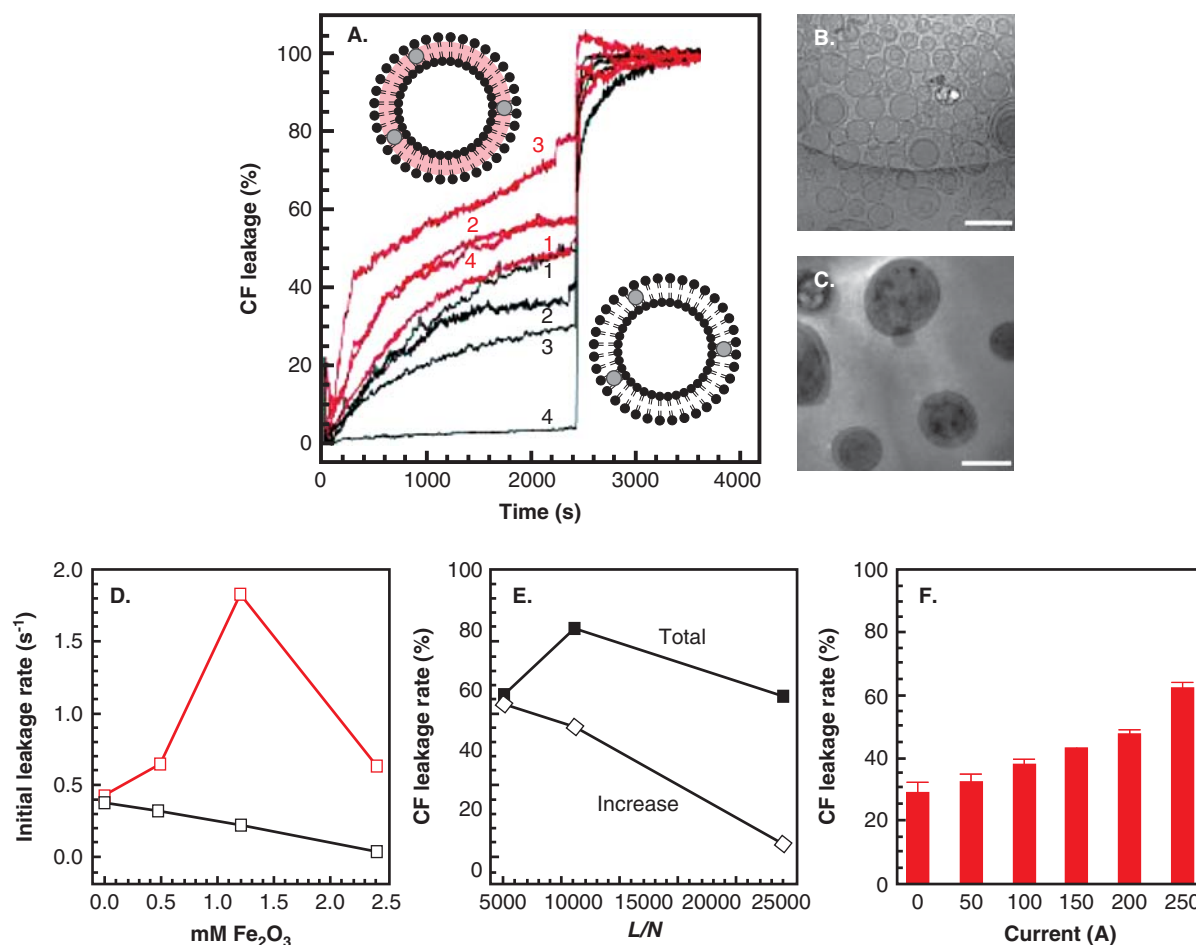 A.
CF leakage (%)
100
80
60
40
20
0
3
2
4
1
1
2
3
4
0 1000 2000 3000 4000
Time (s)
B.
C.
D.
Initial leakage rate (s⁻¹)
2.0
1.5
1.0
0.5
0.0
0.0 0.5 1.0 1.5 2.0 2.5
mM Fe₂O₃
E.
CF leakage rate (%)
100
80
60
40
20
0
Total
Increase
5000 10000 15000 20000 25000
L/N
F.
CF leakage rate (%)
100
80
60
40
20
0
0 50 100 150 200 250
Current (A)